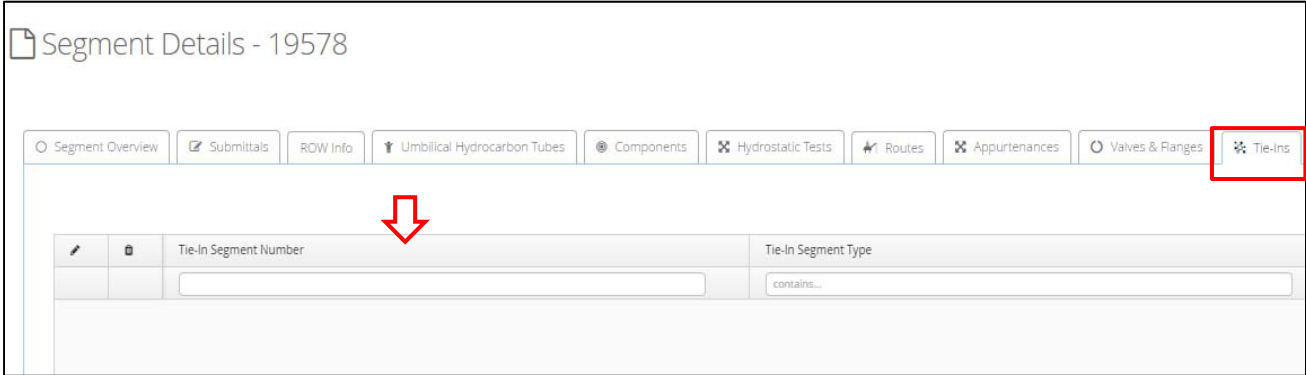 Segment Details - 19578
Segment Overview Submittals ROW Info Umbilical Hydrocarbon Tubes Components Hydrostatic Tests Routes Appurtenances Valves & Flanges Tie-Ins
Tie-In Segment Number Tie-In Segment Type
contains...